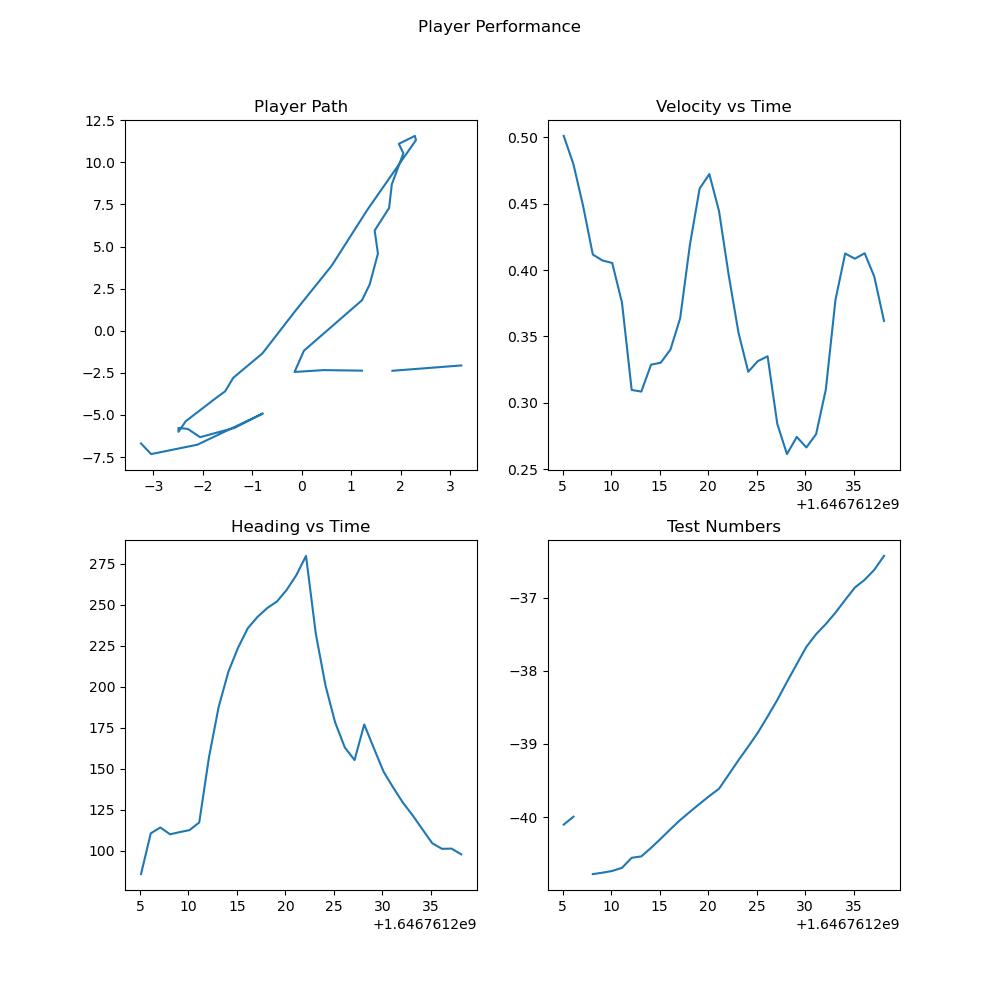 Player Performance
Player Path
12.5
10.0
7.5
5.0
2.5
0.0
−2.5
−5.0
−7.5
−3 −2 −1 0 1 2 3
Velocity vs Time
0.50
0.45
0.40
0.35
0.30
0.25
5 10 15 20 25 30 35
+1.6467612e9
Heading vs Time
275
250
225
200
175
150
125
100
5 10 15 20 25 30 35
+1.6467612e9
Test Numbers
−37
−38
−39
−40
5 10 15 20 25 30 35
+1.6467612e9